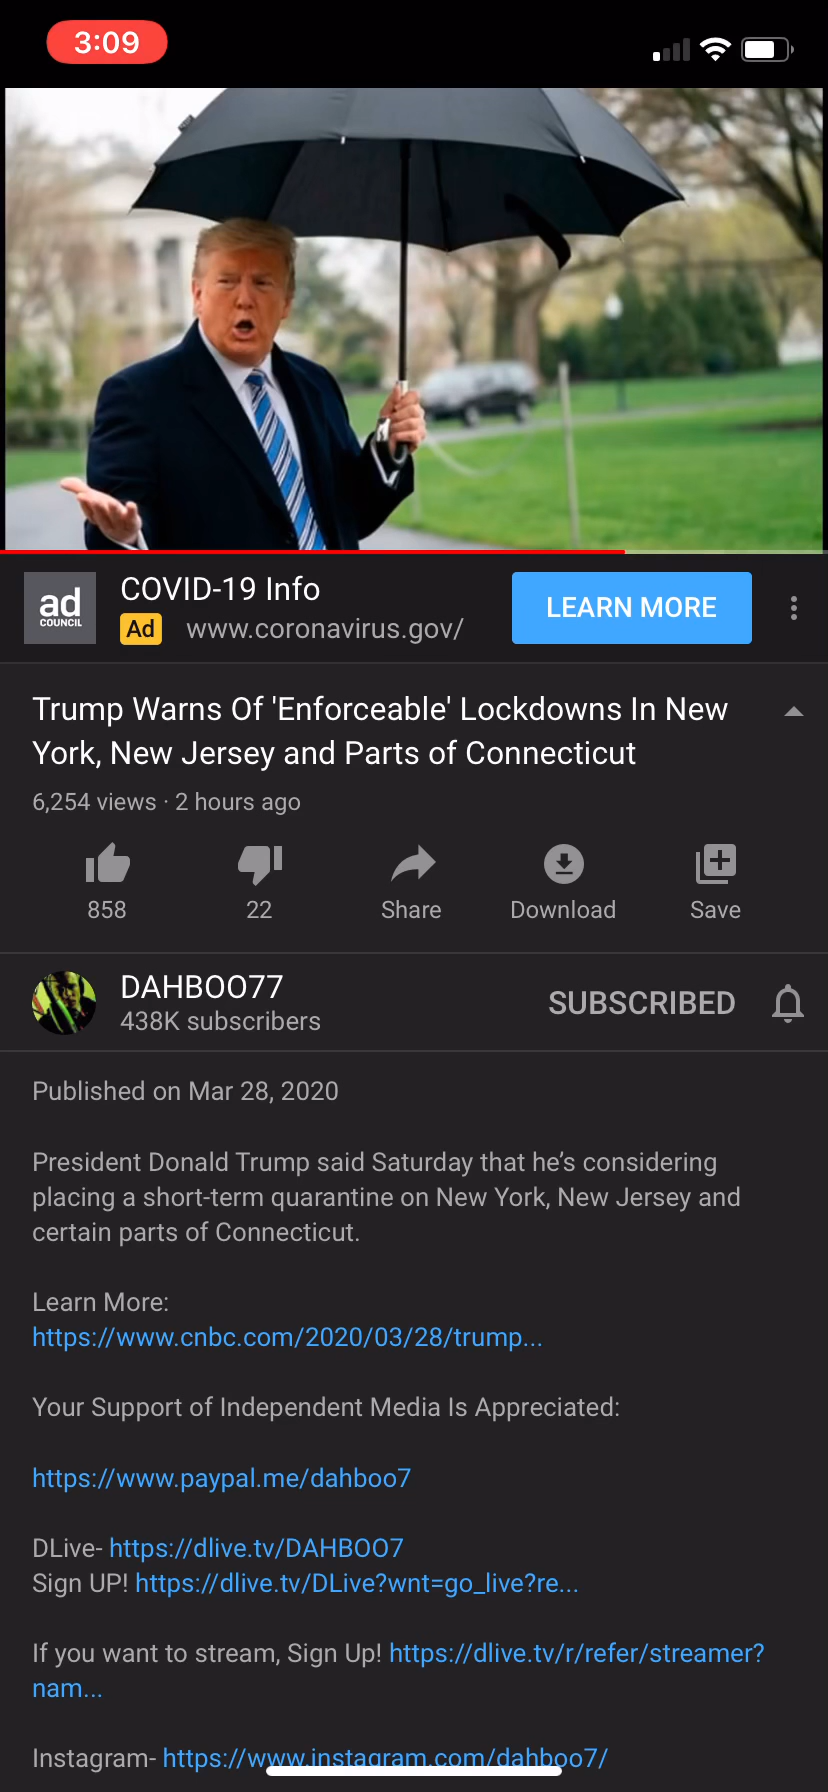 3:09
ad
COUNCIL
COVID-19 Info
Ad www.coronavirus.gov/
LEARN MORE
Trump Warns Of 'Enforceable' Lockdowns In New
York, New Jersey and Parts of Connecticut
6,254 views · 2 hours ago
858 22 Share Download Save
DAHBOO77
438K subscribers
SUBSCRIBED
Published on Mar 28, 2020
President Donald Trump said Saturday that he’s considering
placing a short-term quarantine on New York, New Jersey and
certain parts of Connecticut.
Learn More:
https://www.cnbc.com/2020/03/28/trump...
Your Support of Independent Media Is Appreciated:
https://www.paypal.me/dahboo7
DLive- https://dlive.tv/DAHBOO7
Sign UP! https://dlive.tv/DLive?wnt=go_live?re...
If you want to stream, Sign Up! https://dlive.tv/r/refer/streamer?
nam...
Instagram- https://www.instagram.com/dahboo7/